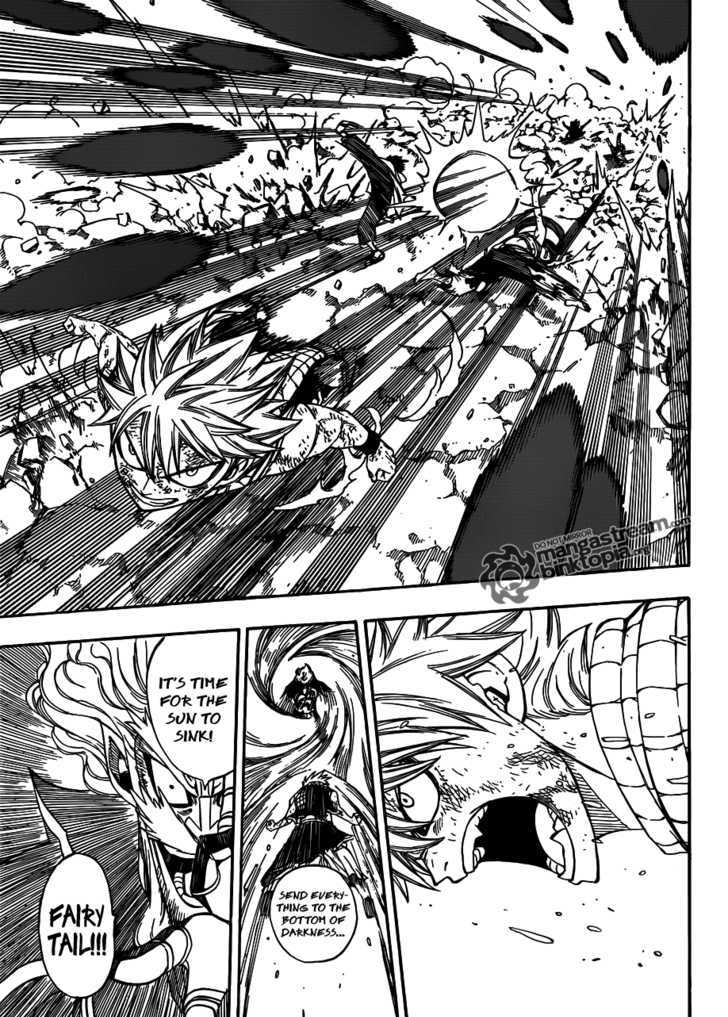 DO NOT MIRROR
mangastream.com
binktopia
SEND EVERY-
THING TO THE
BOTTOM OF
DARKNESS...
IT'S TIME
FOR THE
SUN TO
SINK!
FAIRY
TAIL!!!